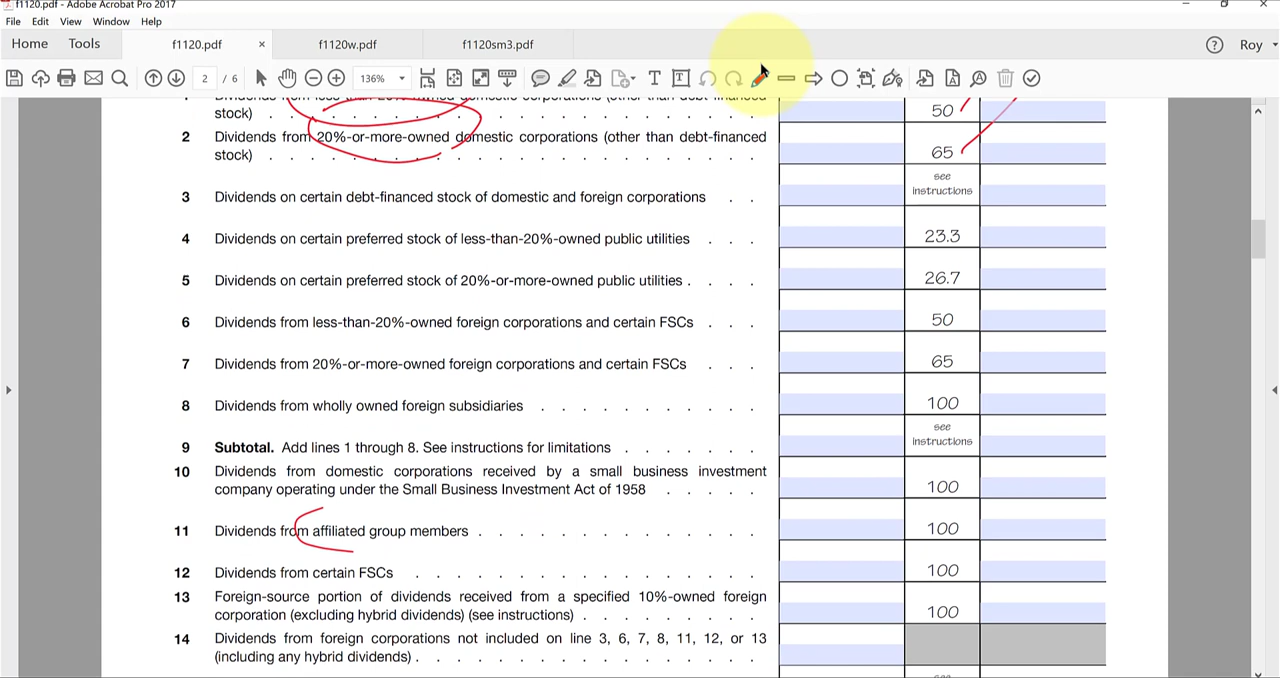 f1120.pdf - Adobe Acrobat Pro 2017
File Edit View Window Help
Home Tools f1120.pdf × f1120w.pdf f1120sm3.pdf ? Roy
2 / 6 136%
stock) . . . . . . . . . . . . . . . . 50
2 Dividends from 20%-or-more-owned domestic corporations (other than debt-financed
stock) . . . . . . . . . . . . . . . . 65
3 Dividends on certain debt-financed stock of domestic and foreign corporations . . see instructions
4 Dividends on certain preferred stock of less-than-20%-owned public utilities . . . 23.3
5 Dividends on certain preferred stock of 20%-or-more-owned public utilities . . . . 26.7
6 Dividends from less-than-20%-owned foreign corporations and certain FSCs . . . 50
7 Dividends from 20%-or-more-owned foreign corporations and certain FSCs . . . 65
8 Dividends from wholly owned foreign subsidiaries . . . . . . . . . . 100
9 Subtotal. Add lines 1 through 8. See instructions for limitations . . . . . . . see instructions
10 Dividends from domestic corporations received by a small business investment
company operating under the Small Business Investment Act of 1958 . . . . . 100
11 Dividends from affiliated group members . . . . . . . . . . . . . . 100
12 Dividends from certain FSCs . . . . . . . . . . . . . . . . . 100
13 Foreign-source portion of dividends received from a specified 10%-owned foreign
corporation (excluding hybrid dividends) (see instructions) . . . . . . . . . 100
14 Dividends from foreign corporations not included on line 3, 6, 7, 8, 11, 12, or 13
(including any hybrid dividends) . . . . . . . . . . . . . . . . .